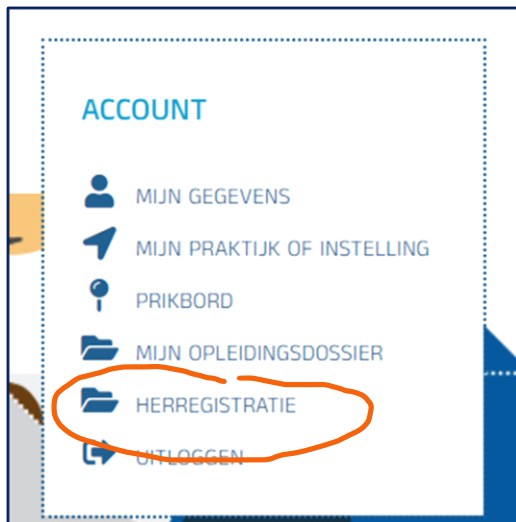 ACCOUNT
MIJN GEGEVENS
MIJN PRAKTIJK OF INSTELLING
PRIKBORD
MIJN OPLEIDINGSDOSSIER
HERREGISTRATIE
UITLOGGEN